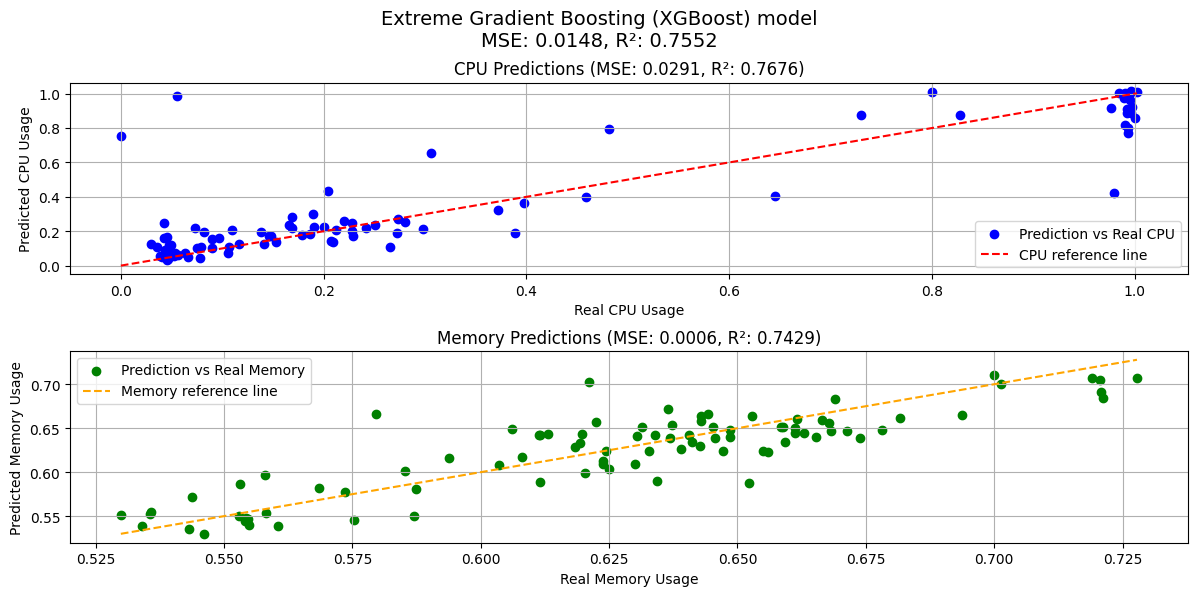 Extreme Gradient Boosting (XGBoost) model
MSE: 0.0148, R²: 0.7552
CPU Predictions (MSE: 0.0291, R²: 0.7676)
Predicted CPU Usage
1.0
0.8
0.6
0.4
0.2
0.0
Prediction vs Real CPU
CPU reference line
0.0 0.2 0.4 0.6 0.8 1.0
Real CPU Usage
Memory Predictions (MSE: 0.0006, R²: 0.7429)
Predicted Memory Usage
Prediction vs Real Memory
Memory reference line
0.70
0.65
0.60
0.55
0.525 0.550 0.575 0.600 0.625 0.650 0.675 0.700 0.725
Real Memory Usage